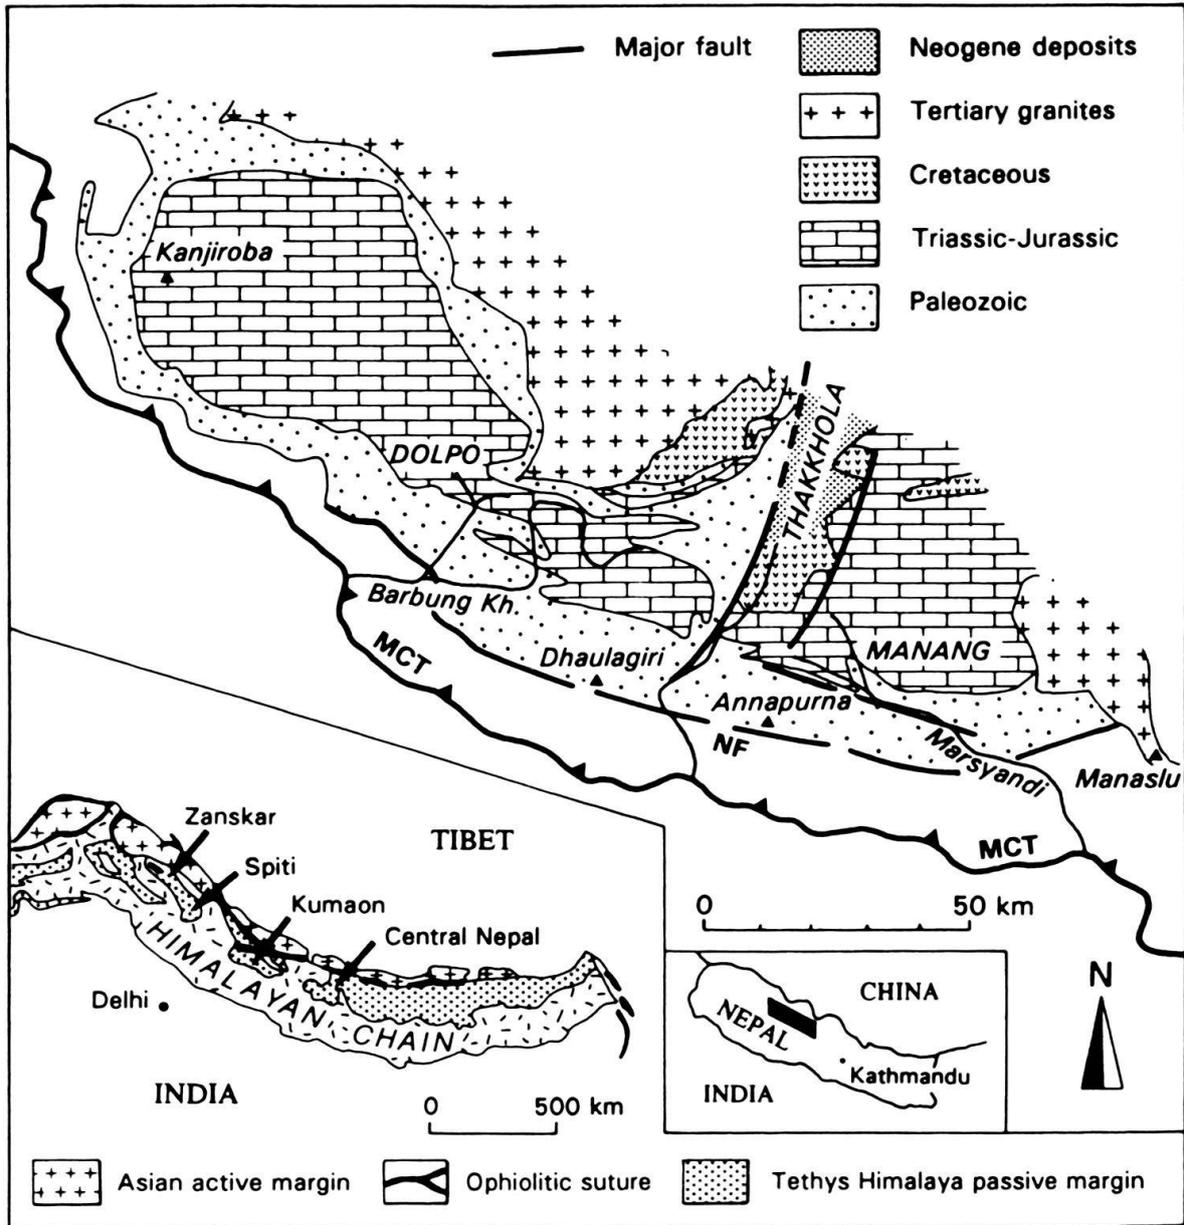 Major fault
Neogene deposits
Tertiary granites
Cretaceous
Triassic-Jurassic
Paleozoic
Kanjiroba
DOLPO
THAKKHOLA
Barbung Kh.
MCT
Dhaulagiri
MANANG
Annapurna
NF
Marsyandi
Manaslu
MCT
0 50 km
N
Zanskar
Spiti
Kumaon
Central Nepal
TIBET
HIMALAYAN CHAIN
Delhi
INDIA
0 500 km
CHINA
NEPAL
Kathmandu
INDIA
Asian active margin
Ophiolitic suture
Tethys Himalaya passive margin